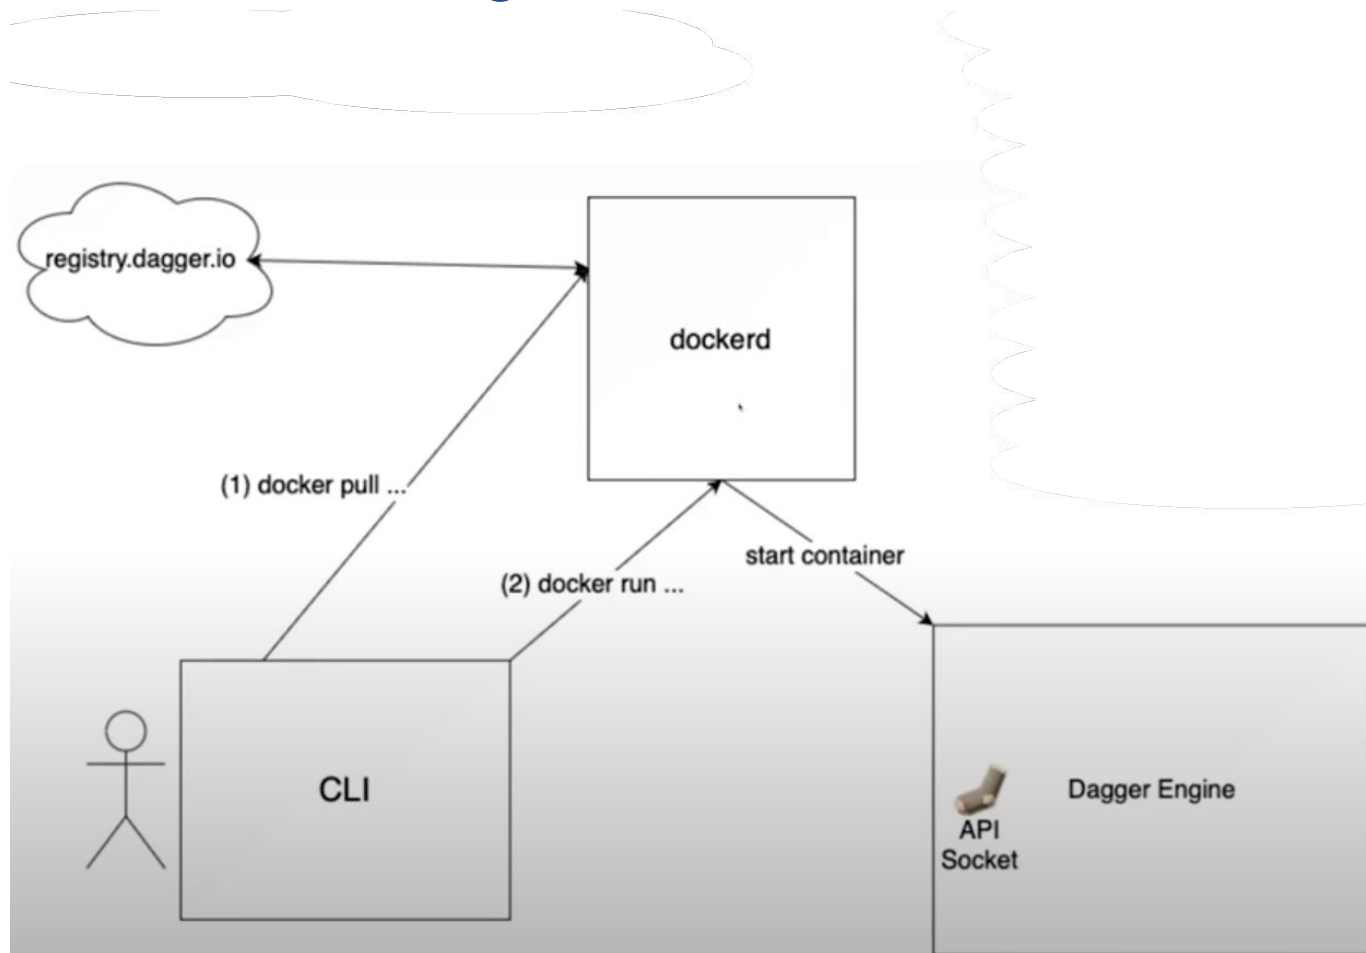 registry.dagger.io
dockerd
(1) docker pull ...
start container
(2) docker run ...
CLI
Dagger Engine
API
Socket